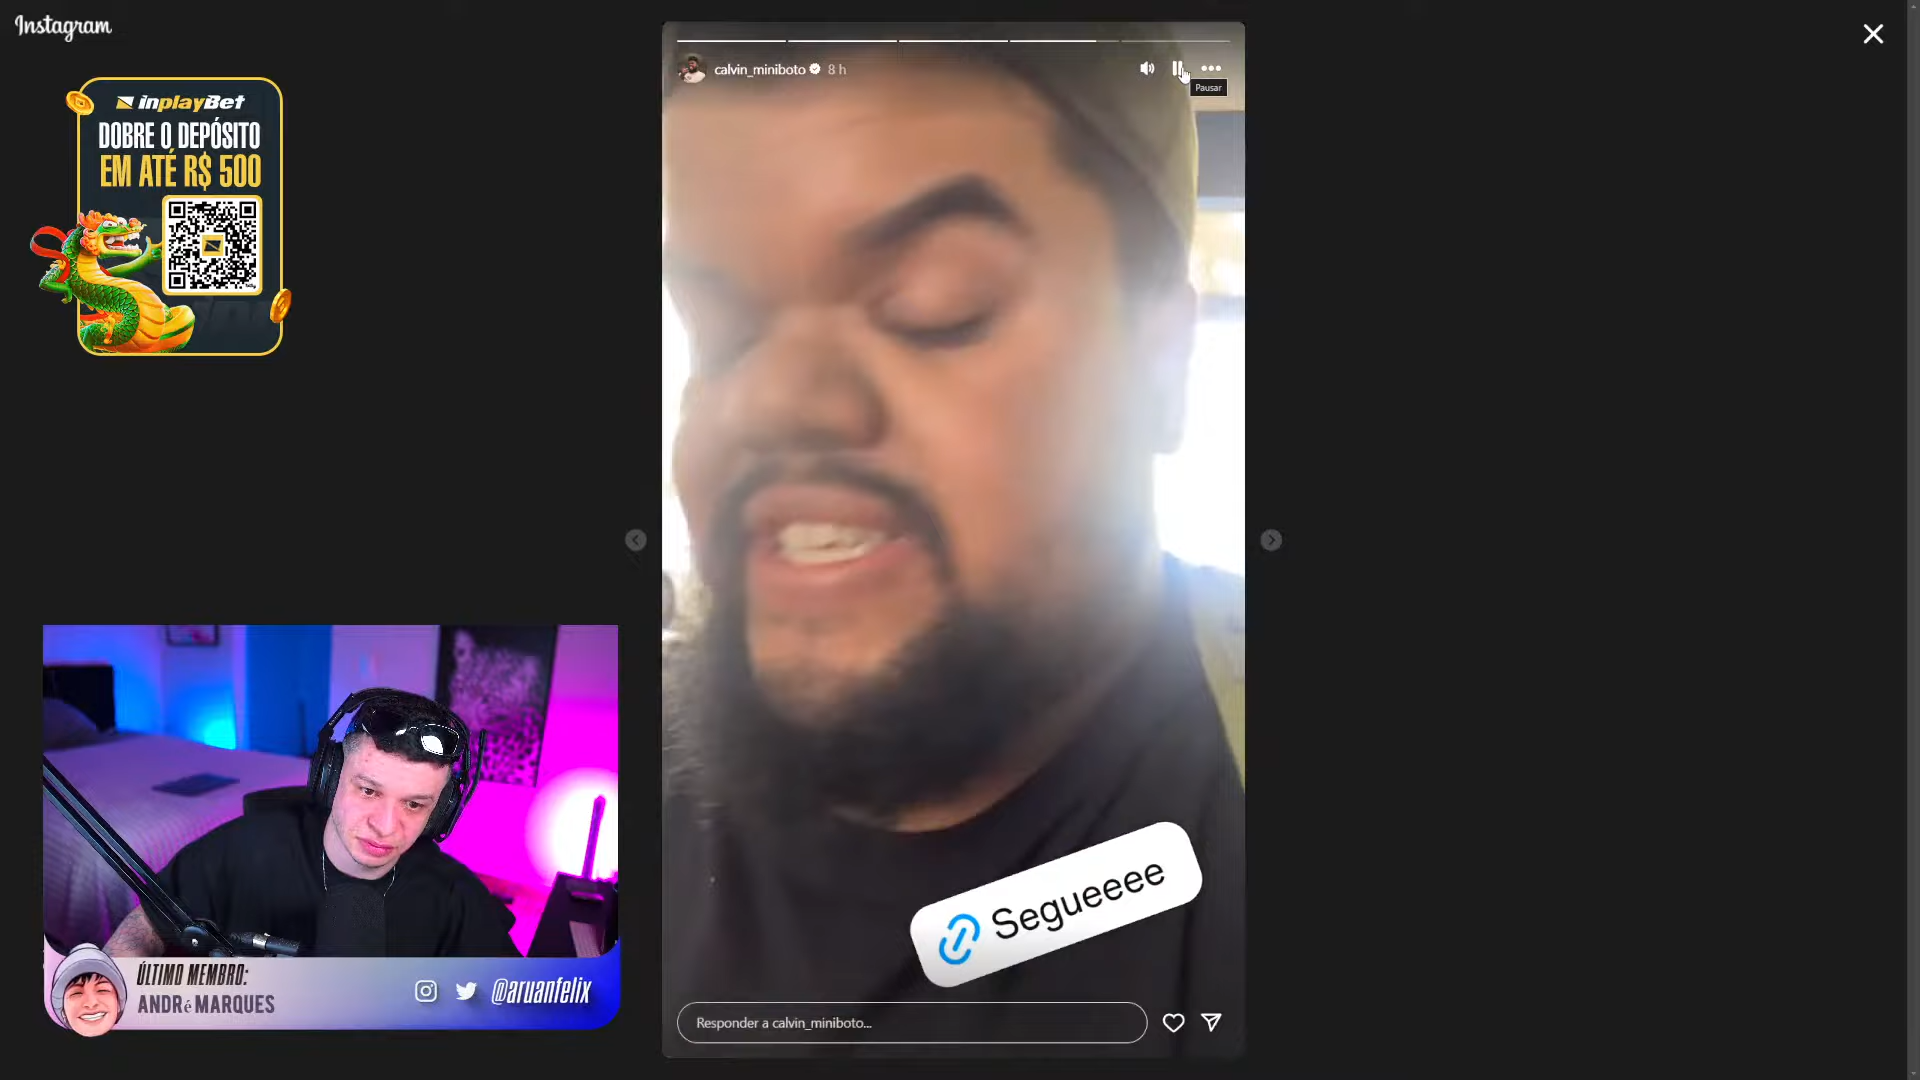 Instagram
inplayBet
DOBRE O DEPÓSITO
EM ATÉ R$ 500
calvin_miniboto 8 h
Pausar
Segueeee
Responder a calvin_miniboto...
ÚLTIMO MEMBRO:
ANDRé MARQUES
@aruanfelix